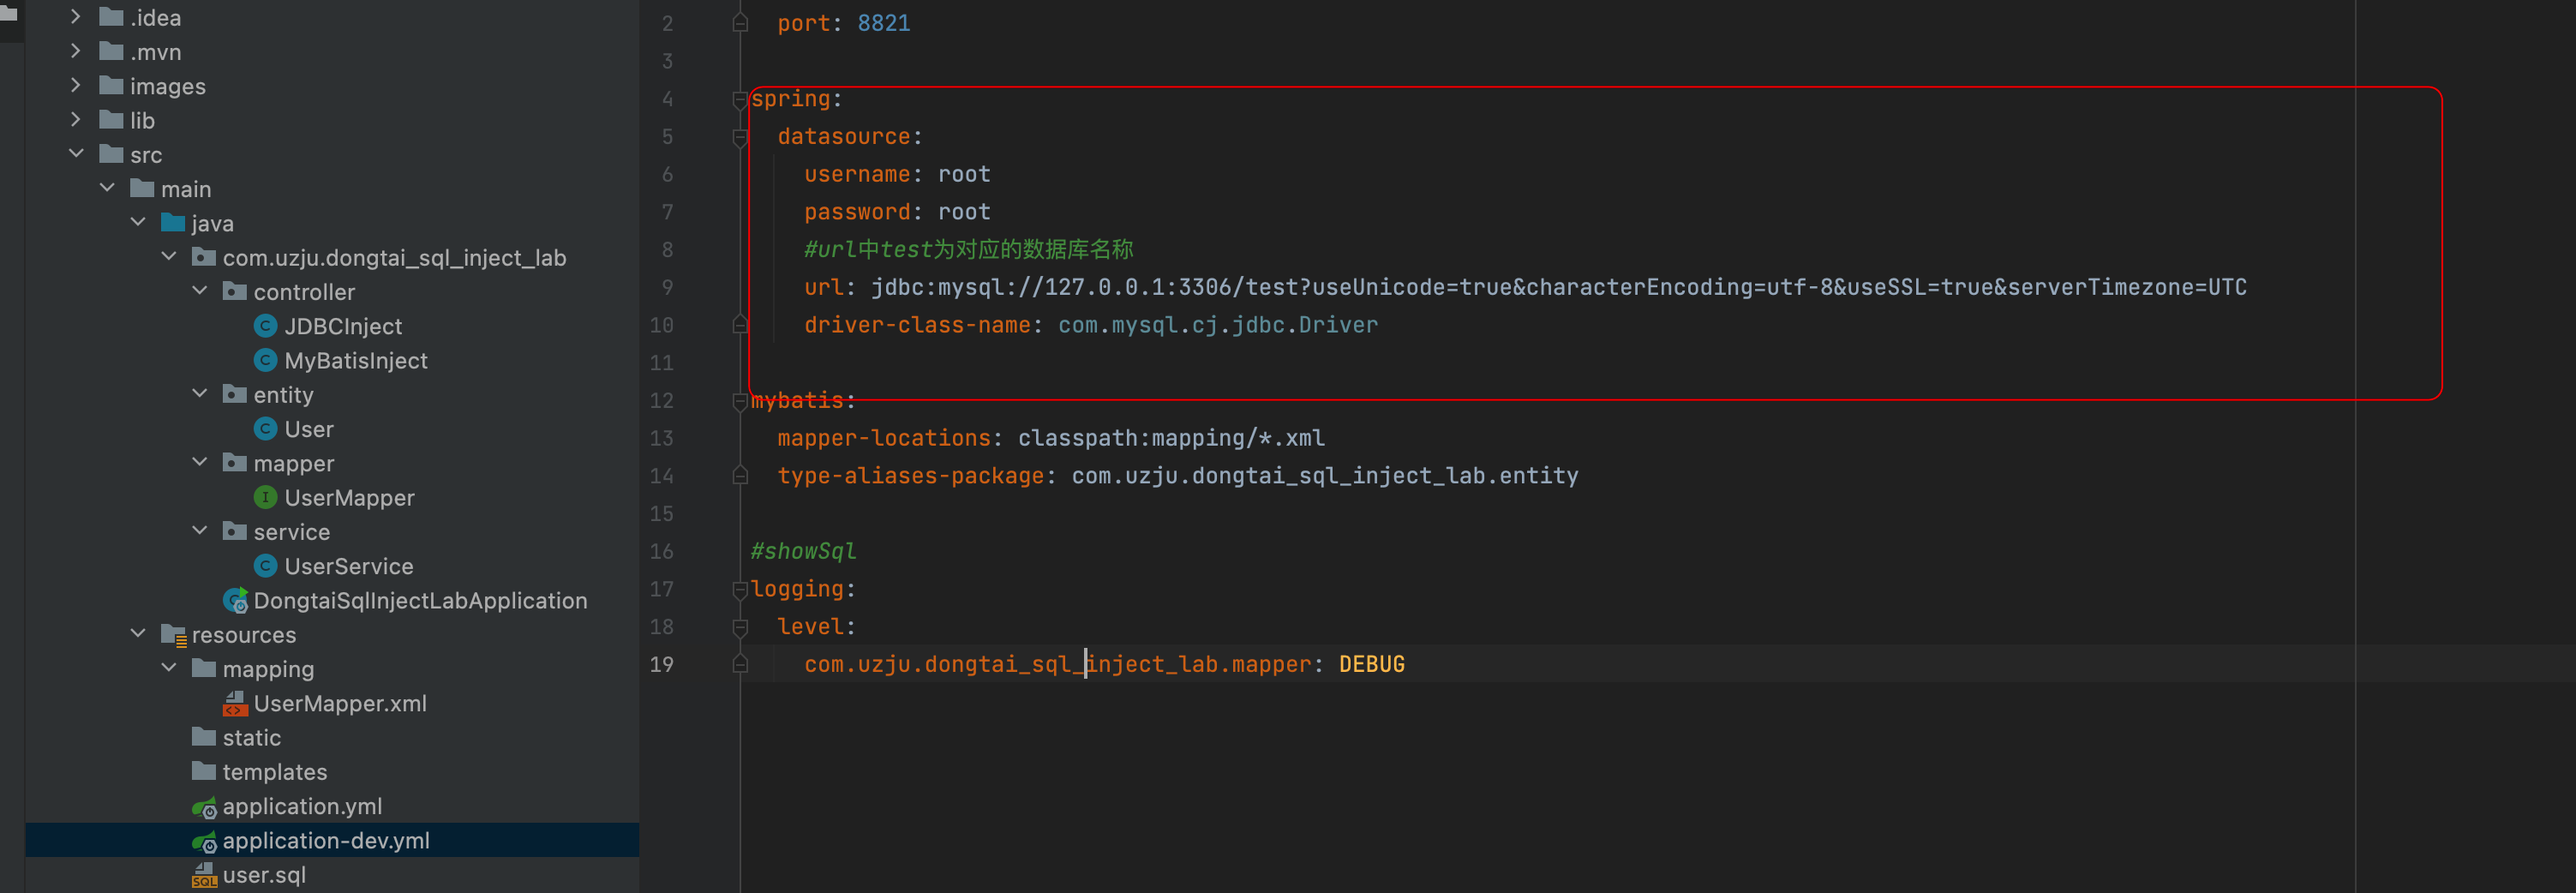 .idea
.mvn
images
lib
src
main
java
com.uzju.dongtai_sql_inject_lab
controller
JDBCInject
MyBatisInject
entity
User
mapper
UserMapper
service
UserService
DongtaiSqlInjectLabApplication
resources
mapping
UserMapper.xml
static
templates
application.yml
application-dev.yml
user.sql
2 port: 8821
3
4 spring:
5 datasource:
6 username: root
7 password: root
8 #url中test为对应的数据库名称
9 url: jdbc:mysql://127.0.0.1:3306/test?useUnicode=true&characterEncoding=utf-8&useSSL=true&serverTimezone=UTC
10 driver-class-name: com.mysql.cj.jdbc.Driver
11
12 mybatis:
13 mapper-locations: classpath:mapping/*.xml
14 type-aliases-package: com.uzju.dongtai_sql_inject_lab.entity
15
16 #showSql
17 logging:
18 level:
19 com.uzju.dongtai_sql_inject_lab.mapper: DEBUG